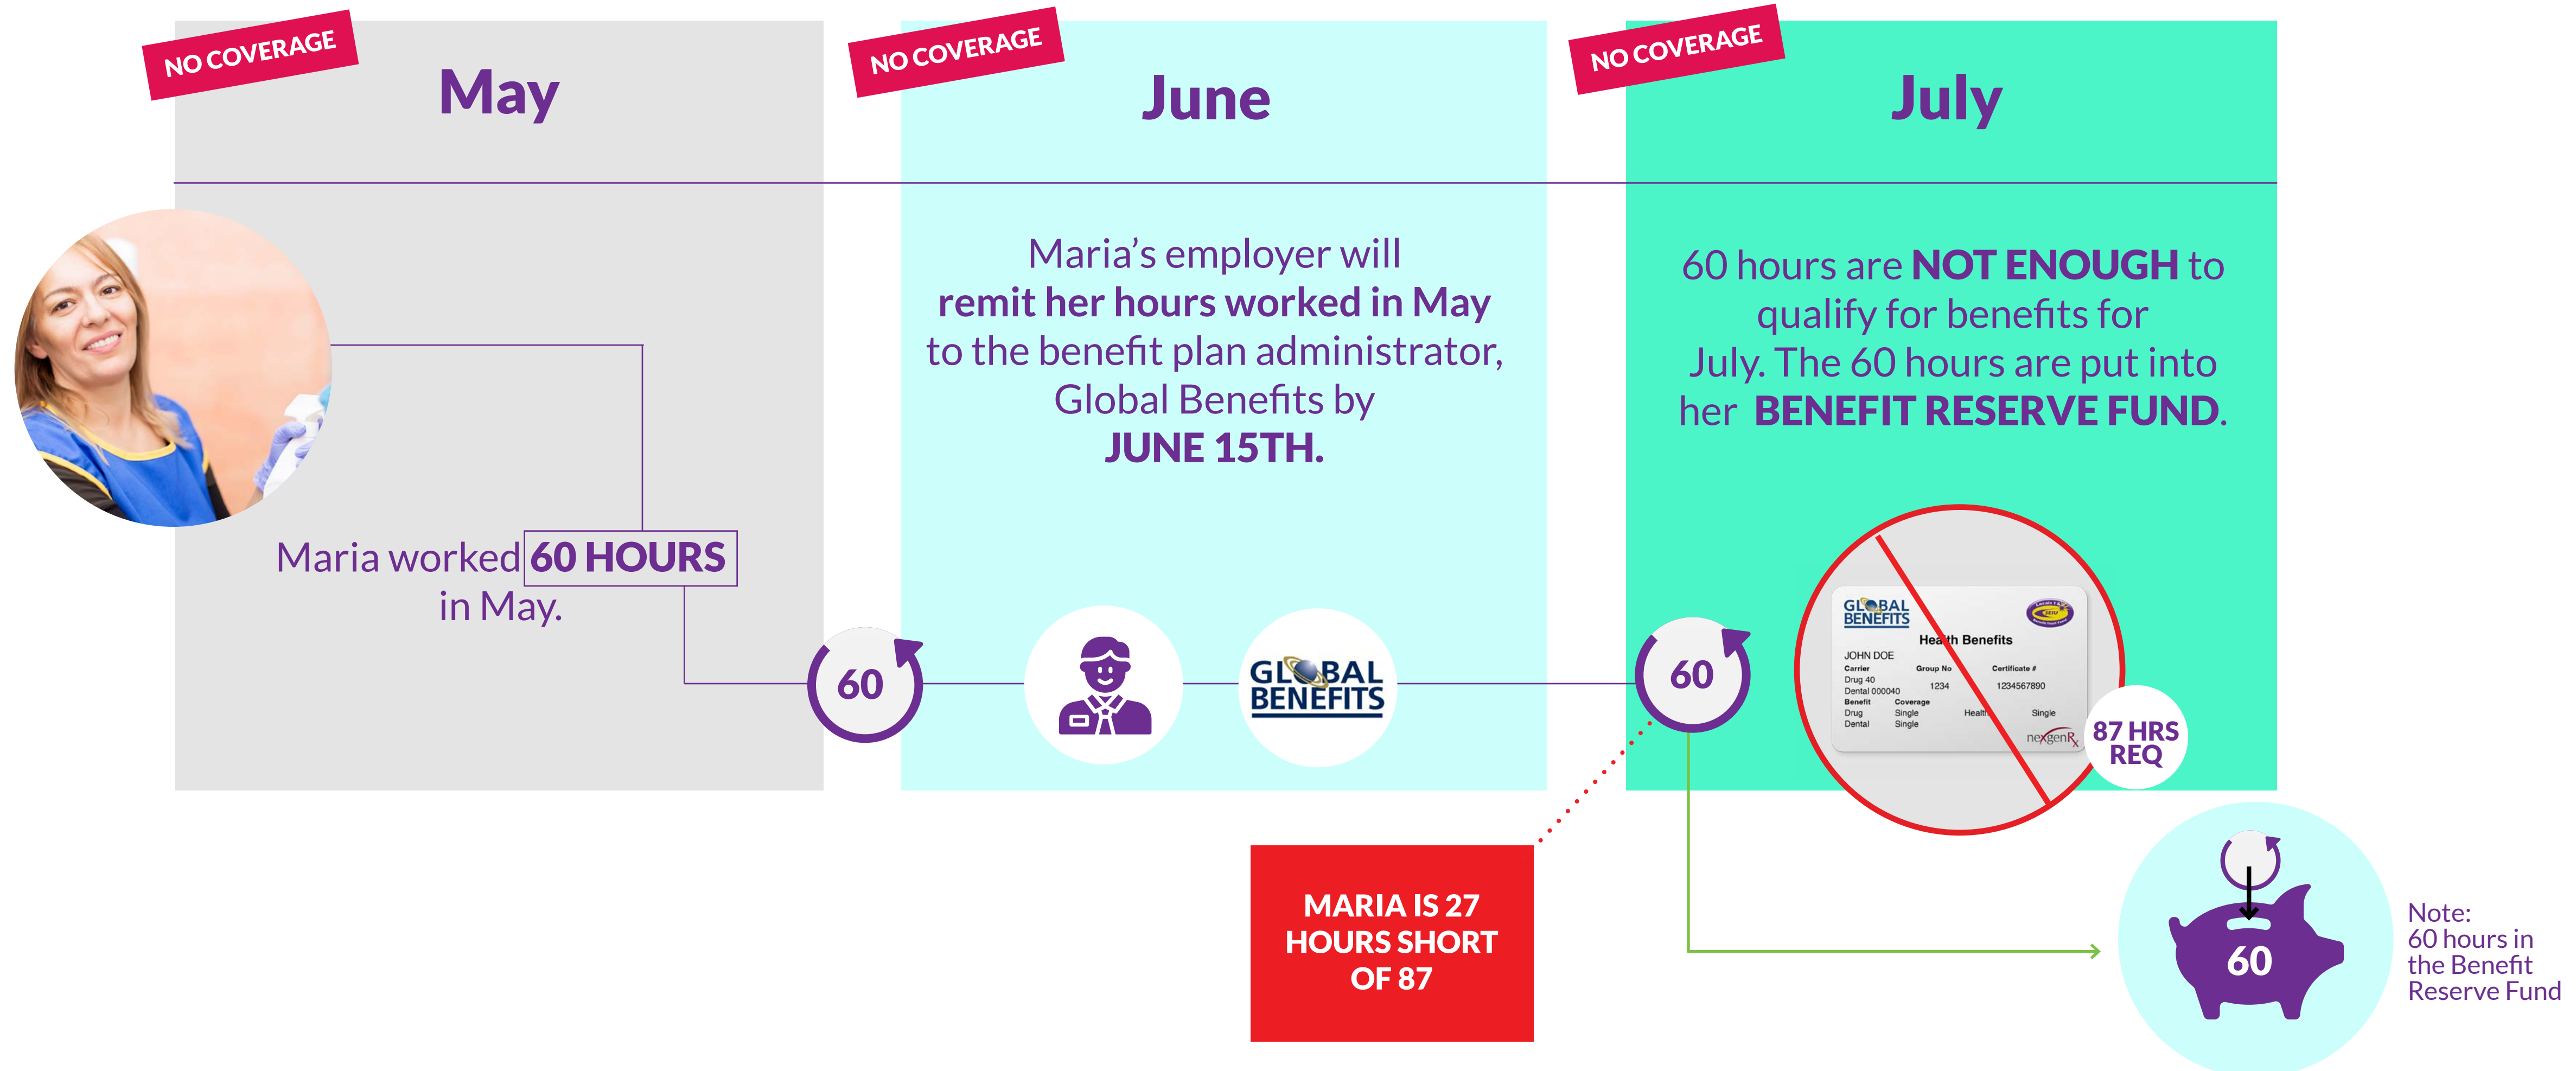 NO COVERAGE
May
Maria worked 60 HOURS
in May.
60
NO COVERAGE
June
Maria’s employer will
remit her hours worked in May
to the benefit plan administrator,
Global Benefits by
JUNE 15TH.
GLOBAL
BENEFITS
NO COVERAGE
July
60 hours are NOT ENOUGH to
qualify for benefits for
July. The 60 hours are put into
her BENEFIT RESERVE FUND.
60
GLOBAL
BENEFITS
SEIU
Health Benefits
JOHN DOE
Carrier Group No Certificate #
Drug 40
Dental 000040 1234 1234567890
Benefit Coverage
Drug Single Health Single
Dental Single
nexgenRx
87 HRS
REQ
MARIA IS 27
HOURS SHORT
OF 87
60
Note:
60 hours in
the Benefit
Reserve Fund